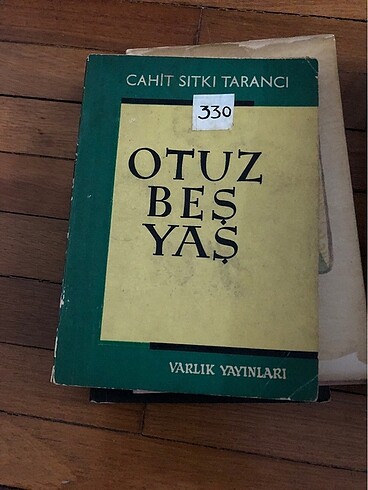 CAHİT SITKI TARANCI
330
OTUZ
BEŞ
YAŞ
VARLIK YAYINLARI